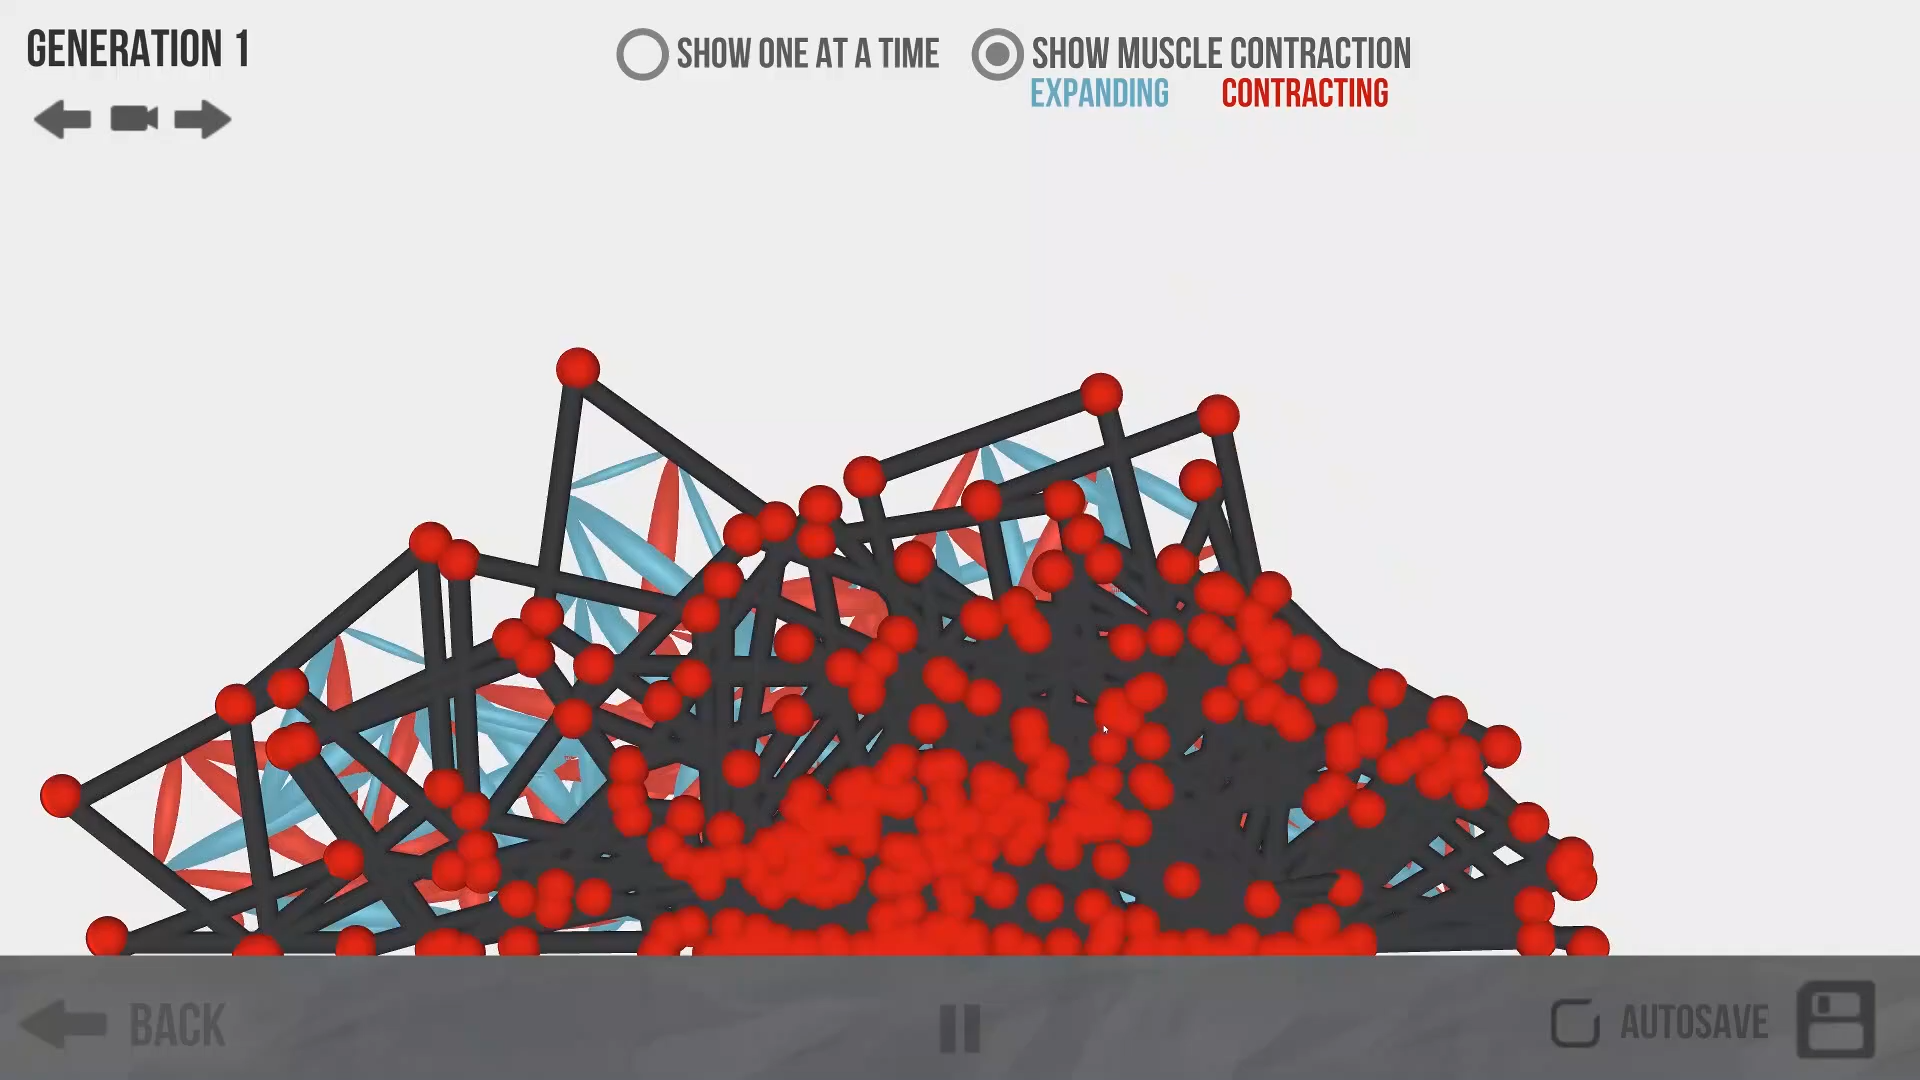 GENERATION 1
SHOW ONE AT A TIME
SHOW MUSCLE CONTRACTION
EXPANDING CONTRACTING
BACK
AUTOSAVE